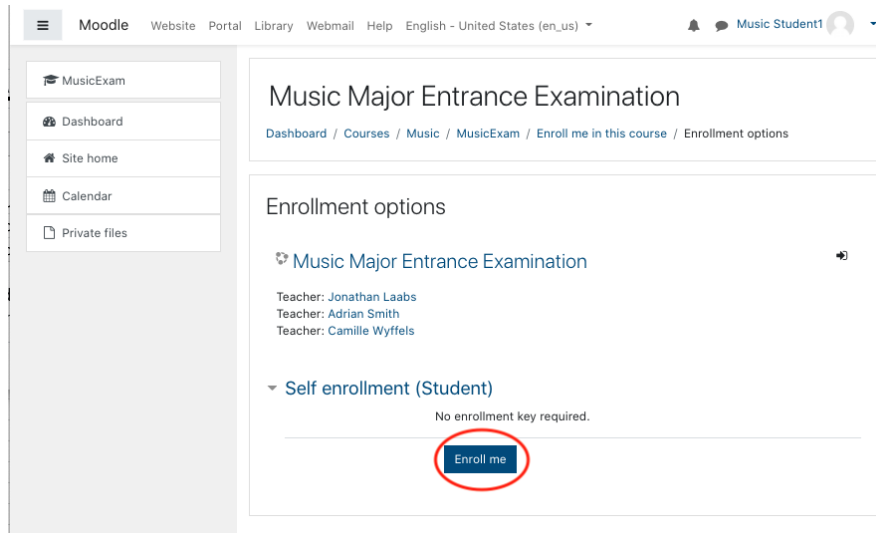 Moodle Website Portal Library Webmail Help English - United States (en_us) Music Student1
MusicExam
Dashboard
Site home
Calendar
Private files
Music Major Entrance Examination
Dashboard / Courses / Music / MusicExam / Enroll me in this course / Enrollment options
Enrollment options
Music Major Entrance Examination
Teacher: Jonathan Laabs
Teacher: Adrian Smith
Teacher: Camille Wyffels
Self enrollment (Student)
No enrollment key required.
Enroll me